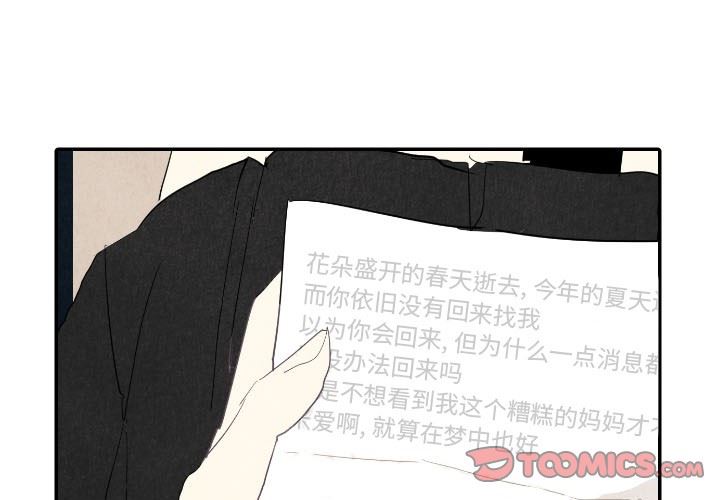 花朵盛开的春天逝去, 今年的夏天
而你依旧没有回来找我
以为你会回来, 但为什么一点消息都
没办法回来吗
是不想看到我这个糟糕的妈妈才
爱啊, 就算在梦中也好
TOOMICS.COM